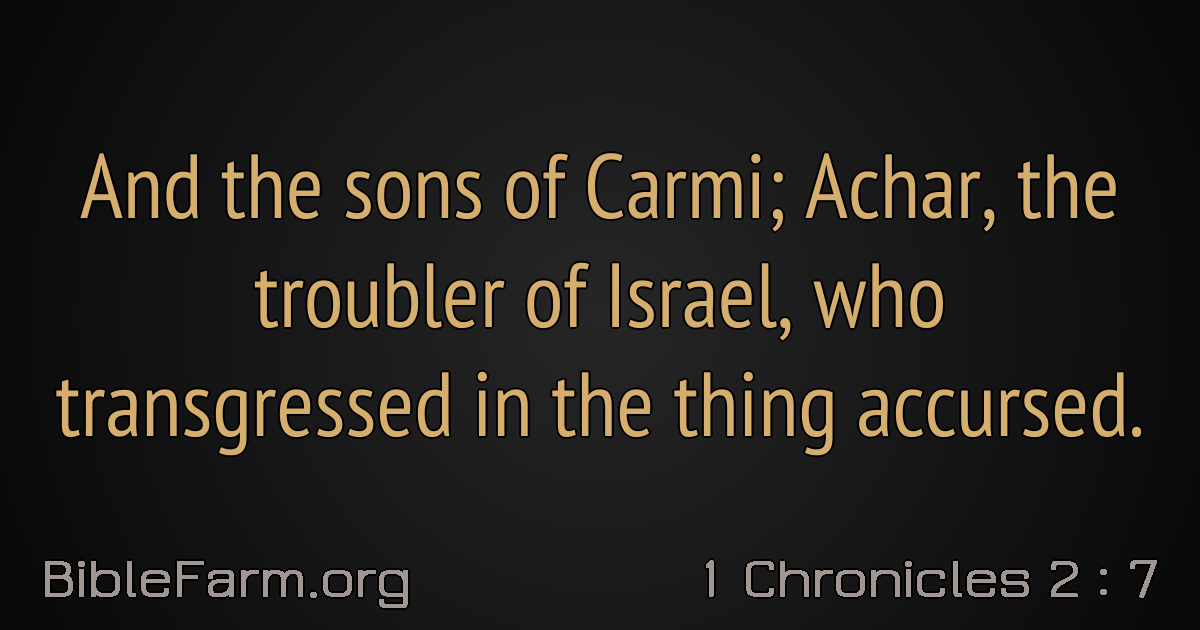 And the sons of Carmi; Achar, the
troubler of Israel, who
transgressed in the thing accursed.
BibleFarm.org
1 Chronicles 2 : 7